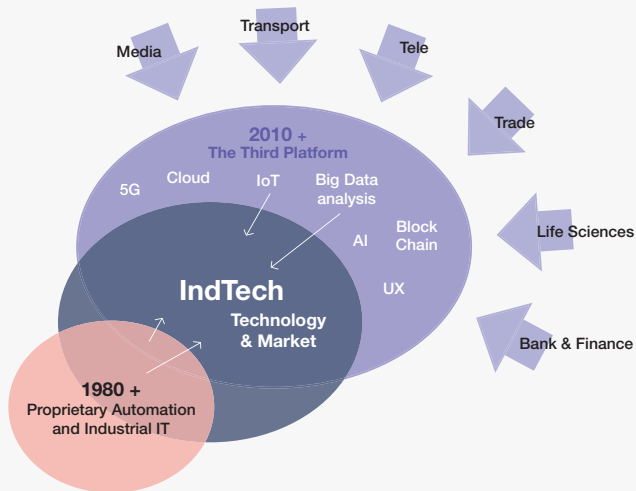 Transport
Media
Tele
Trade
2010 +
The Third Platform
5G
Cloud
IoT
Big Data
analysis
AI
Block
Chain
Life Sciences
UX
IndTech
Technology
& Market
Bank & Finance
1980 +
Proprietary Automation
and Industrial IT